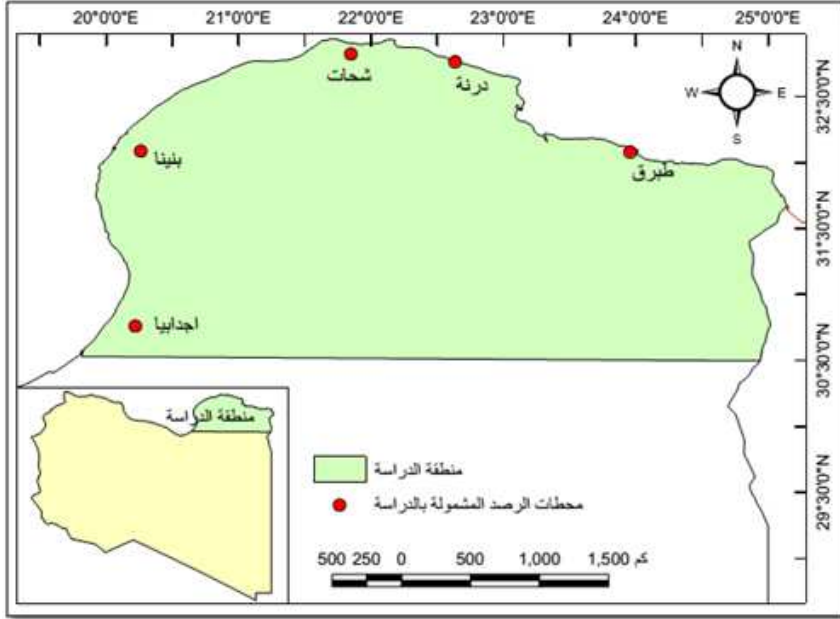 20°0'0"E 21°0'0"E 22°0'0"E 23°0'0"E 24°0'0"E 25°0'0"E
N
W E
S
شحات
درنة
بنينا
طبرق
اجدابيا
32°30'0"N
31°30'0"N
30°30'0"N
29°30'0"N
منطقة الدراسة
منطقة الدراسة
محطات الرصد المشمولة بالدراسة
500 250 0 500 1,000 1,500 كم